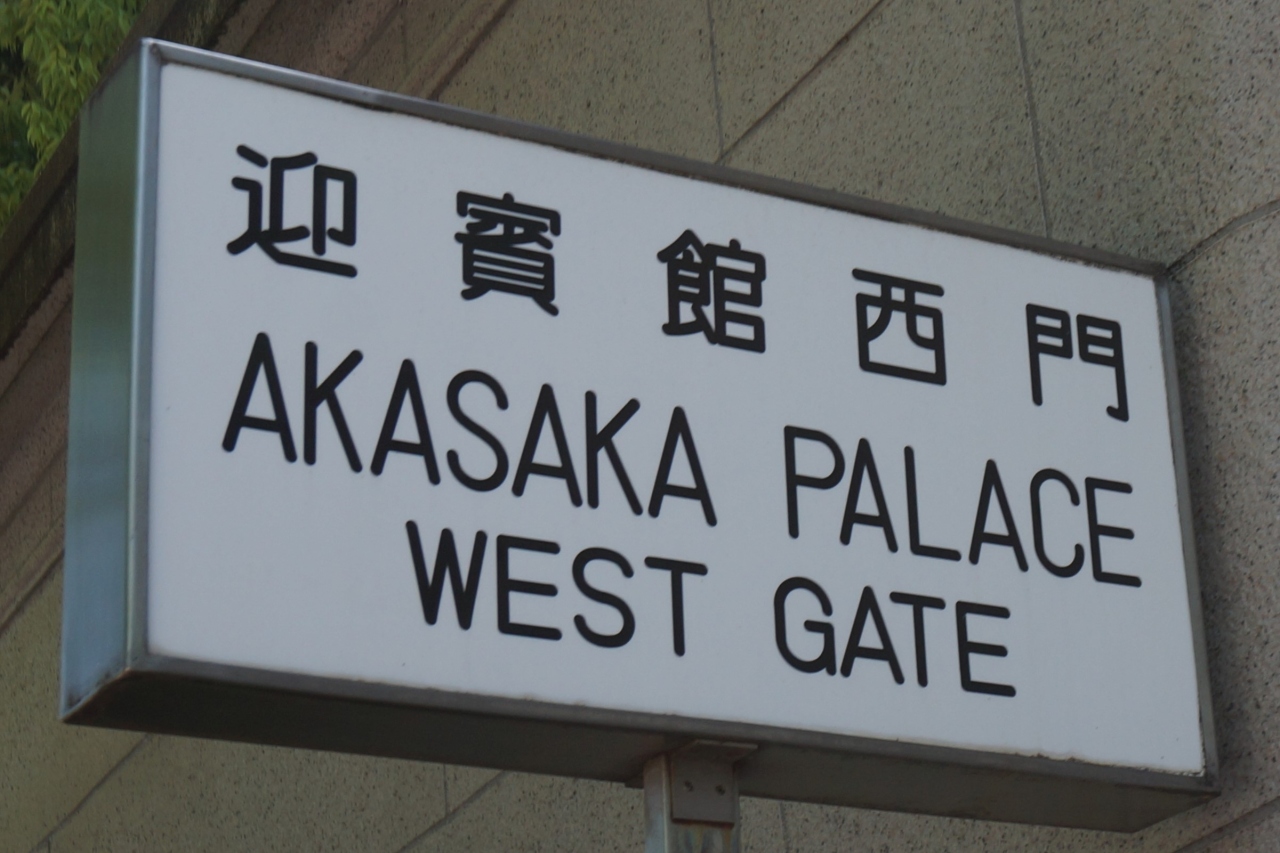 迎賓館西門
AKASAKA PALACE
WEST GATE